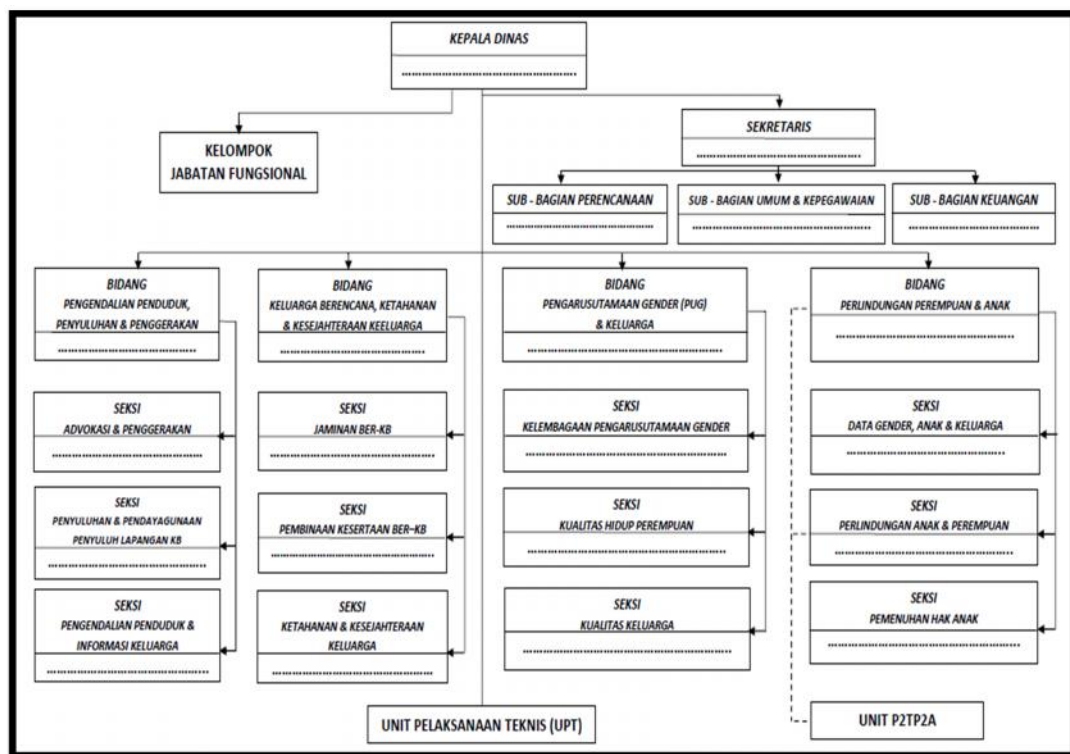 KEPALA DINAS
................................................
KELOMPOK
JABATAN FUNGSIONAL
SEKRETARIS
................................................
SUB - BAGIAN PERENCANAAN
................................................
SUB - BAGIAN UMUM & KEPEGAWAIAN
................................................
SUB - BAGIAN KEUANGAN
................................................
BIDANG
PENGENDALIAN PENDUDUK,
PENYULUHAN & PENGGERAKAN
................................................
BIDANG
KELUARGA BERENCANA, KETAHANAN
& KESEJAHTERAAN KEELUARGA
................................................
BIDANG
PENGARUSUTAMAAN GENDER (PUG)
& KELUARGA
................................................
BIDANG
PERLINDUNGAN PEREMPUAN & ANAK
................................................
SEKSI
ADVOKASI & PENGGERAKAN
................................................
SEKSI
JAMINAN BER-KB
................................................
SEKSI
KELEMBAGAAN PENGARUSUTAMAAN GENDER
................................................
SEKSI
DATA GENDER, ANAK & KELUARGA
................................................
SEKSI
PENYULUHAN & PENDAYAGUNAAN
PENYULUH LAPANGAN KB
................................................
SEKSI
PEMBINAAN KESERTAAN BER–KB
................................................
SEKSI
KUALITAS HIDUP PEREMPUAN
................................................
SEKSI
PERLINDUNGAN ANAK & PEREMPUAN
................................................
SEKSI
PENGENDALIAN PENDUDUK &
INFORMASI KELUARGA
................................................
SEKSI
KETAHANAN & KESEJAHTERAAN
KELUARGA
................................................
SEKSI
KUALITAS KELUARGA
................................................
SEKSI
PEMENUHAN HAK ANAK
................................................
UNIT PELAKSANAAN TEKNIS (UPT)
UNIT P2TP2A